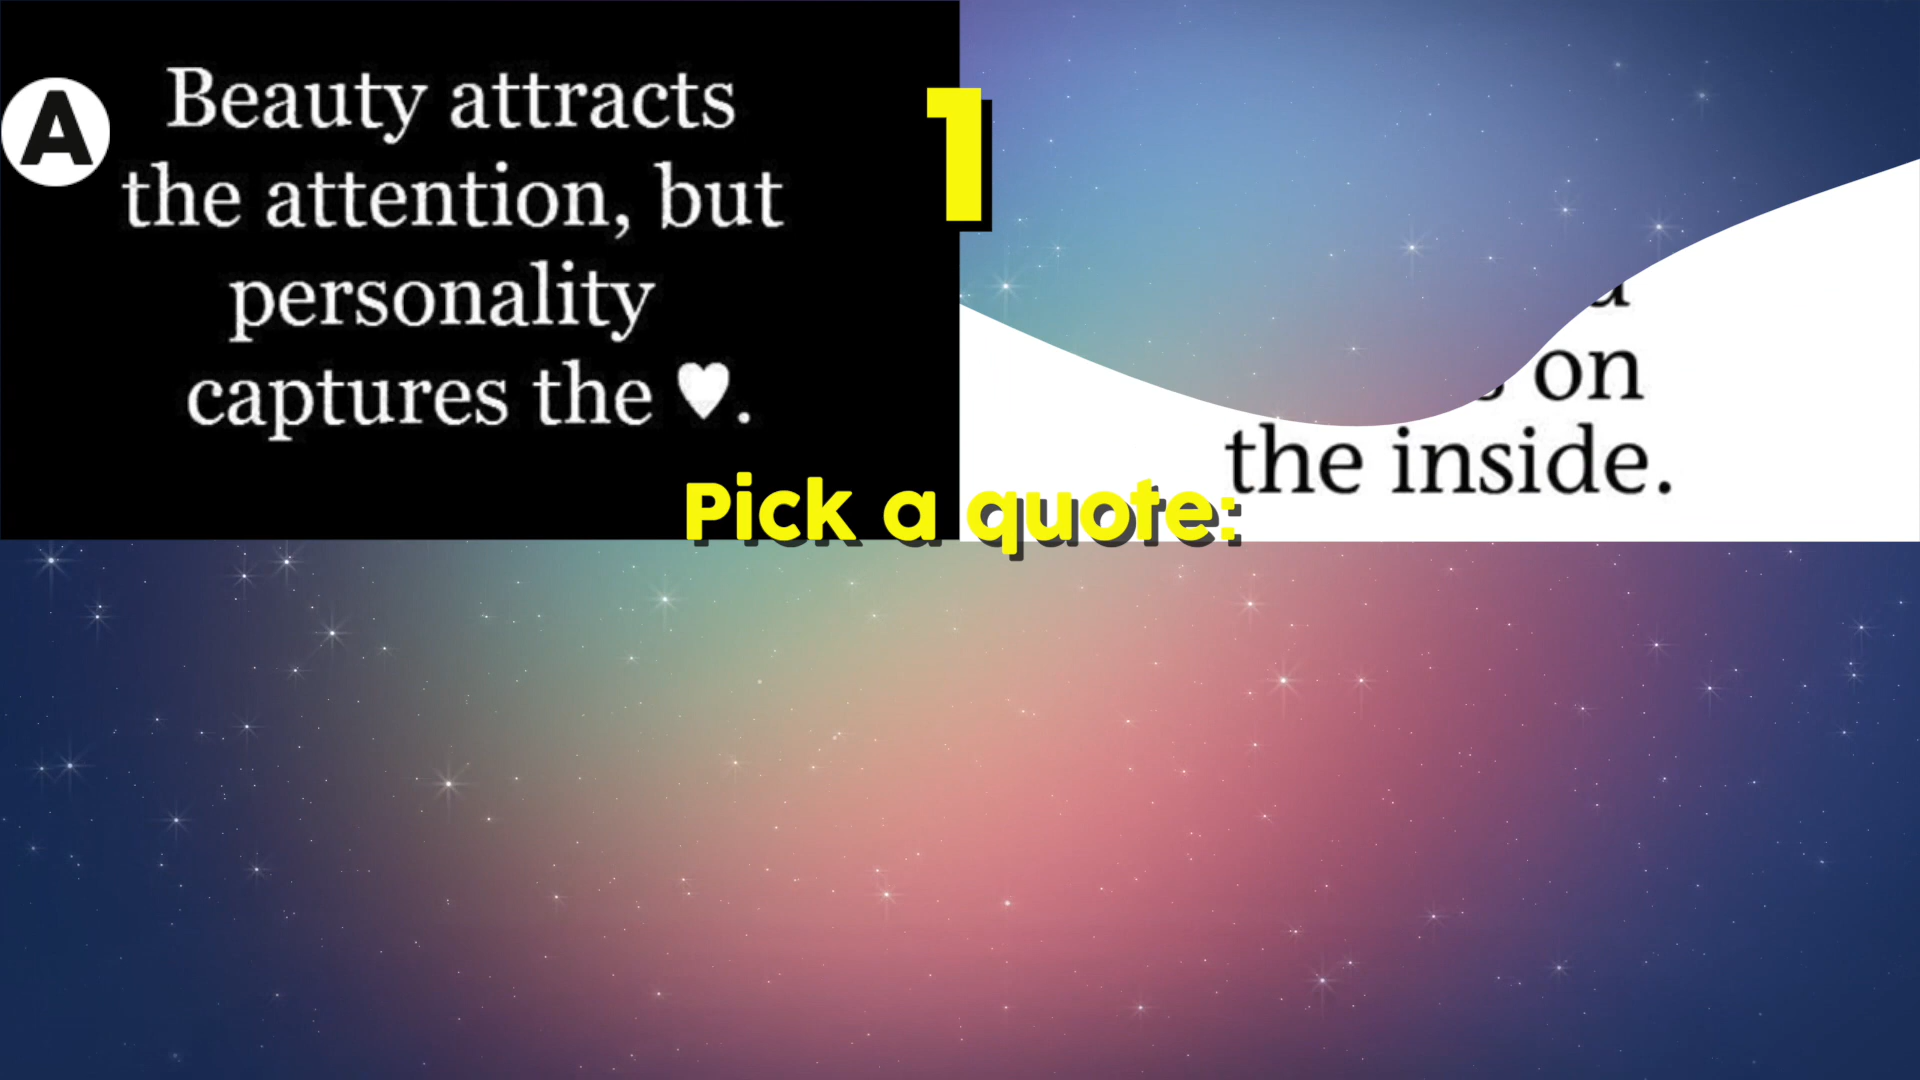 A
Beauty attracts
the attention, but
personality
captures the ♥.
1
on
the inside.
Pick a quote: